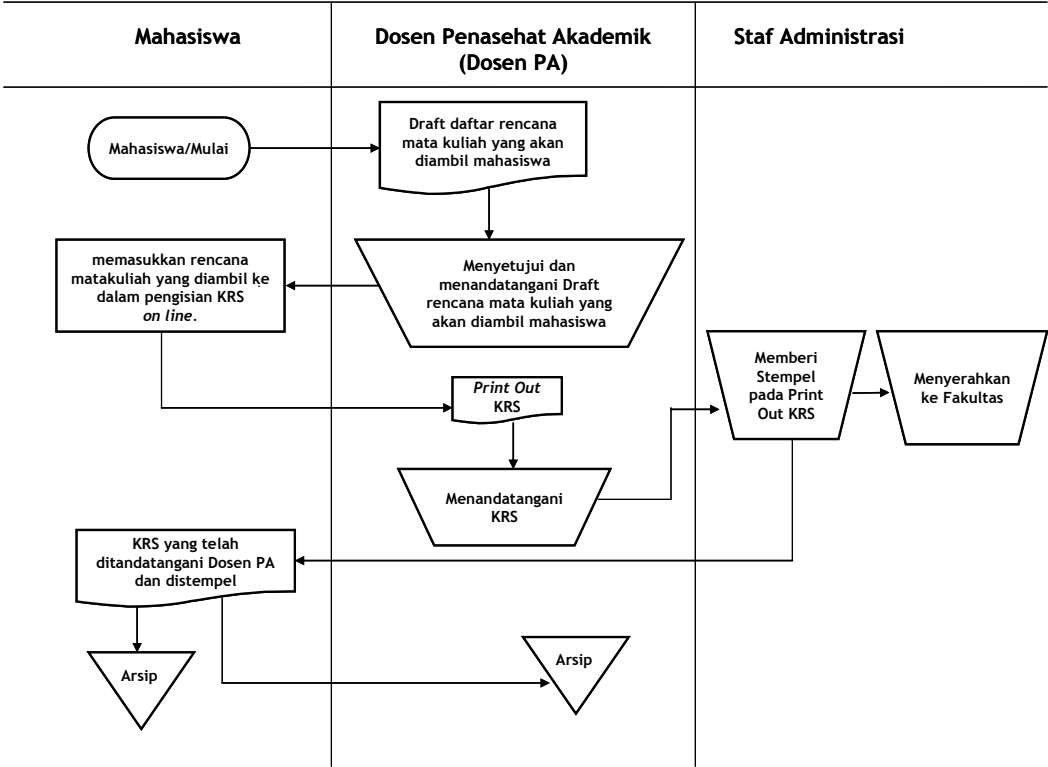 Mahasiswa
Dosen Penasehat Akademik
(Dosen PA)
Staf Administrasi
Mahasiswa/Mulai
Draft daftar rencana
mata kuliah yang akan
diambil mahasiswa
Menyetujui dan
menandatangani Draft
rencana mata kuliah yang
akan diambil mahasiswa
memasukkan rencana
matakuliah yang diambil ke
dalam pengisian KRS
on line.
Print Out
KRS
Menandatangani
KRS
Memberi
Stempel
pada Print
Out KRS
Menyerahkan
ke Fakultas
KRS yang telah
ditandatangani Dosen PA
dan distempel
Arsip
Arsip